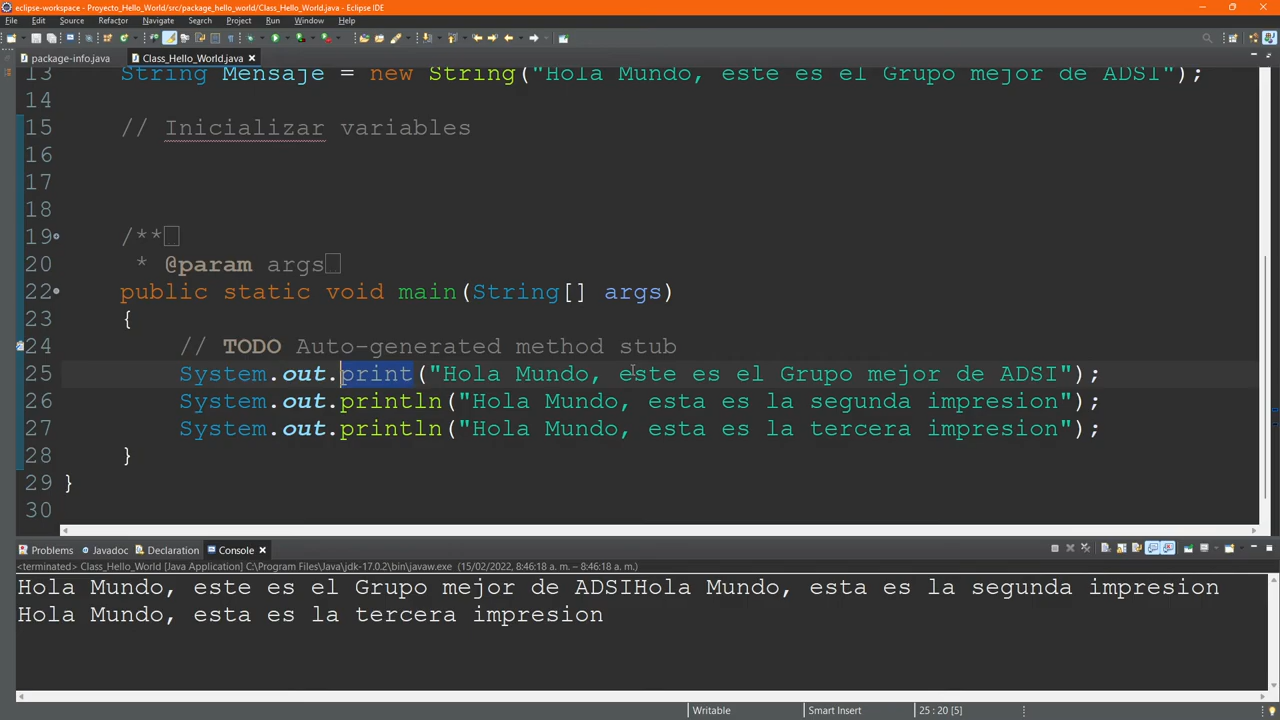 eclipse-workspace - Proyecto_Hello_World/src/package_hello_world/Class_Hello_World.java - Eclipse IDE
File Edit Source Refactor Navigate Search Project Run Window Help
package-info.java Class_Hello_World.java
13 String Mensaje = new String("Hola Mundo, este es el Grupo mejor de ADSI");
14
15 // Inicializar variables
16
17
18
19 /**
20 * @param args
22 public static void main(String[] args)
23 {
24 // TODO Auto-generated method stub
25 System.out.print("Hola Mundo, este es el Grupo mejor de ADSI");
26 System.out.println("Hola Mundo, esta es la segunda impresion");
27 System.out.println("Hola Mundo, esta es la tercera impresion");
28 }
29 }
30
Problems Javadoc Declaration Console
<terminated> Class_Hello_World [Java Application] C:\Program Files\Java\jdk-17.0.2\bin\javaw.exe (15/02/2022, 8:46:18 a. m. – 8:46:18 a. m.)
Hola Mundo, este es el Grupo mejor de ADSIHola Mundo, esta es la segunda impresion
Hola Mundo, esta es la tercera impresion
Writable Smart Insert 25 : 20 [5]